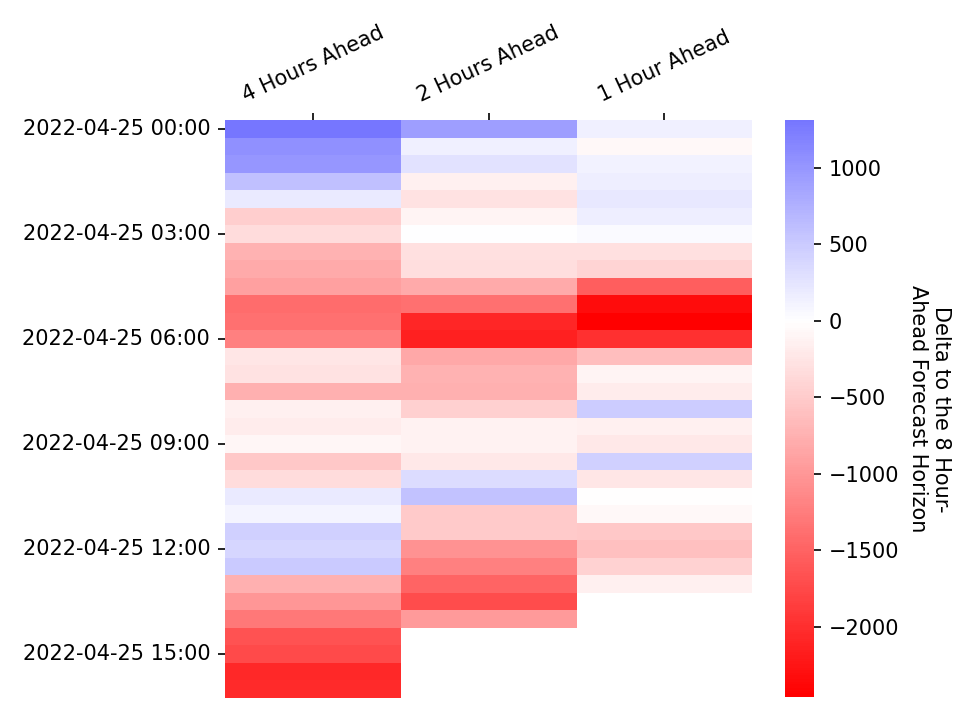 4 Hours Ahead
2 Hours Ahead
1 Hour Ahead
2022-04-25 00:00
2022-04-25 03:00
2022-04-25 06:00
2022-04-25 09:00
2022-04-25 12:00
2022-04-25 15:00
1000
500
0
−500
−1000
−1500
−2000
Delta to the 8 Hour-
Ahead Forecast Horizon